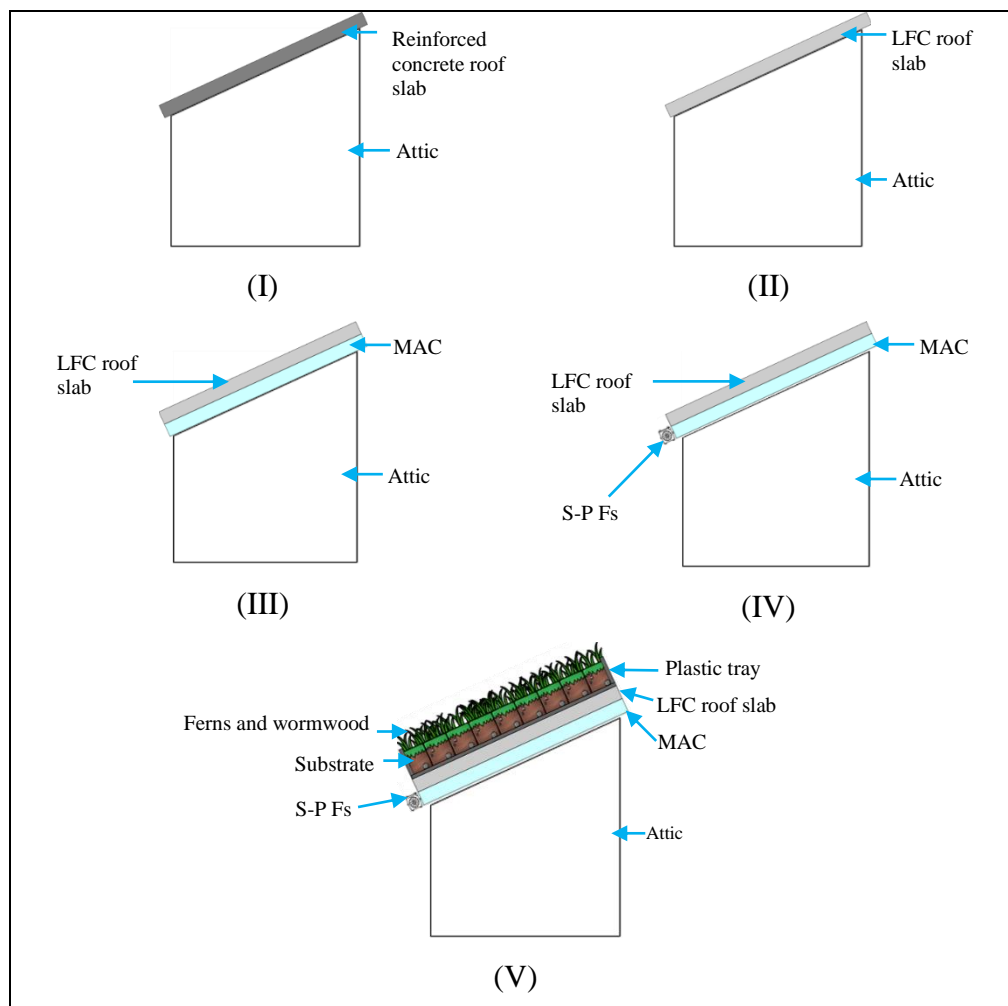 Reinforced
concrete roof
slab
Attic
(I)
LFC roof
slab
Attic
(II)
LFC roof
slab
MAC
Attic
(III)
MAC
LFC roof
slab
Attic
S-P Fs
(IV)
Plastic tray
LFC roof slab
Ferns and wormwood
MAC
Substrate
S-P Fs
Attic
(V)